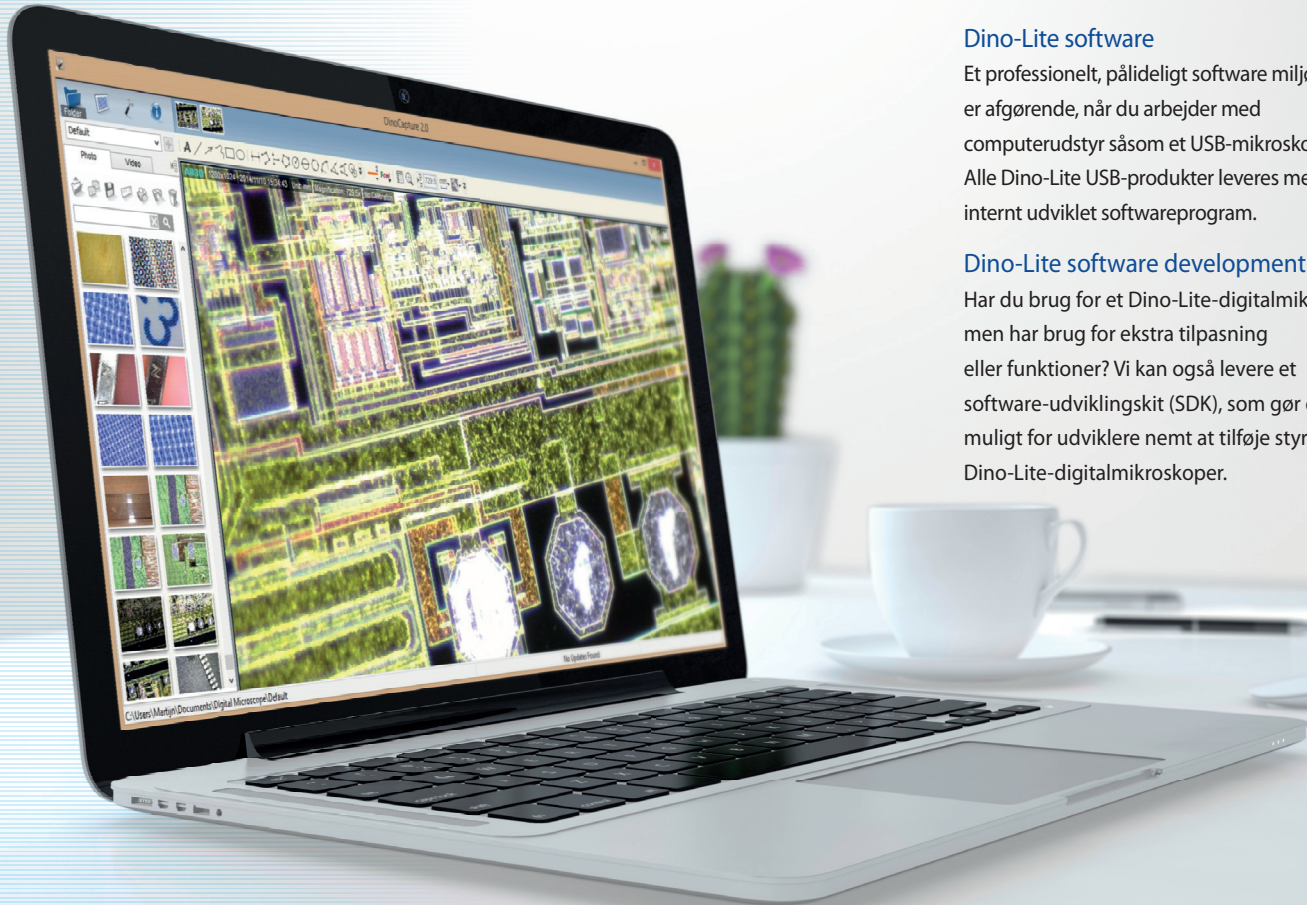 Dino-Lite software
Et professionelt, pålideligt software miljø
er afgørende, når du arbejder med
computerudstyr såsom et USB-mikrosko
Alle Dino-Lite USB-produkter leveres me
internt udviklet softwareprogram.
Dino-Lite software development
Har du brug for et Dino-Lite-digitalmik
men har brug for ekstra tilpasning
eller funktioner? Vi kan også levere et
software-udviklingskit (SDK), som gør
muligt for udviklere nemt at tilføje styr
Dino-Lite-digitalmikroskoper.
DinoCapture 2.0
Folder
Default
Photo Video
No Updates Found
C:\Users\Martijn\Documents\Digital Microscope\Default